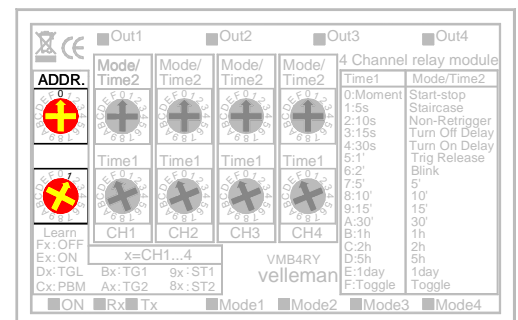 Out1 Out2 Out3 Out4
CE
ADDR.
Mode/ Time2 Mode/ Time2 Mode/ Time2 Mode/ Time2
4 Channel relay module
Time1 Mode/Time2
0:Moment Start-stop
1:5s Staircase
2:10s Non-Retrigger
3:15s Turn Off Delay
4:30s Turn On Delay
5:1' Trig Release
6:2' Blink
7:5' 5'
8:10' 10'
9:15' 15'
A:30' 30'
B:1h 1h
C:2h 2h
D:5h 5h
E:1day 1day
F:Toggle Toggle
Time1 Time1 Time1 Time1
CH1 CH2 CH3 CH4
Learn
Fx:OFF
Ex:ON
Dx:TGL
Cx:PBM
x=CH1...4
Bx:TG1 9x:ST1
Ax:TG2 8x:ST2
VMB4RY
velleman
ON Rx Tx Mode1 Mode2 Mode3 Mode4